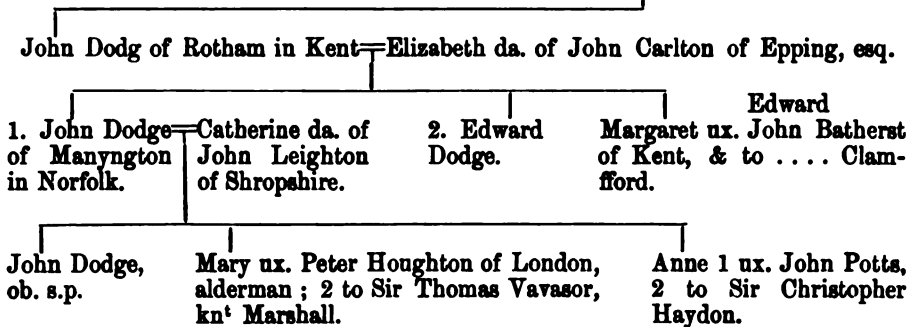 John Dodg of Rotham in Kent=Elizabeth da. of John Carlton of Epping, esq.
1. John Dodge=Catherine da. of
of Manyngton John Leighton
in Norfolk. of Shropshire.
2. Edward
Dodge.
Edward
Margaret ux. John Batherst
of Kent, & to .... Clam-
fford.
John Dodge,
ob. s.p.
Mary ux. Peter Houghton of London,
alderman ; 2 to Sir Thomas Vavasor,
knᵗ Marshall.
Anne 1 ux. John Potts,
2 to Sir Christopher
Haydon.